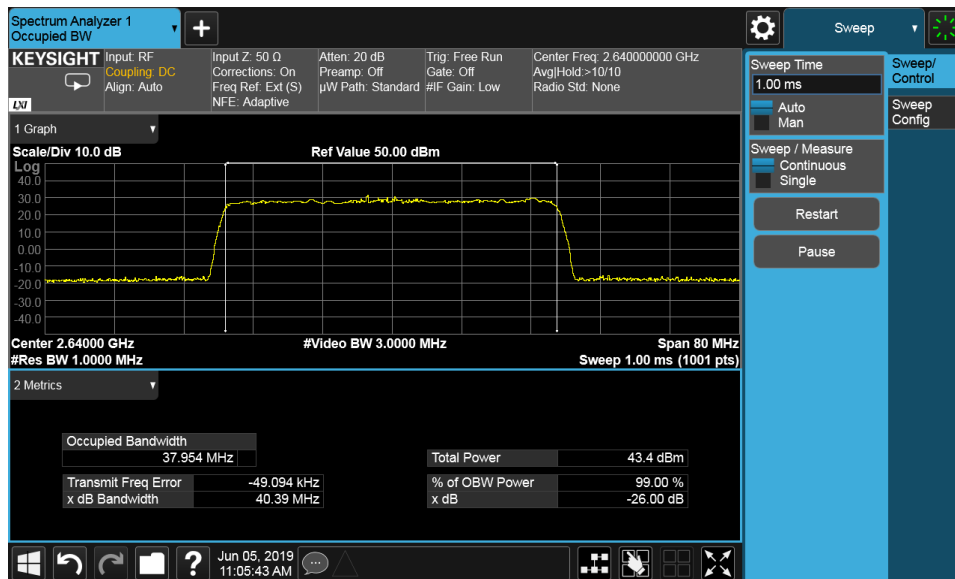 Spectrum Analyzer 1
Occupied BW
Sweep
KEYSIGHT
LXI
Input: RF
Coupling: DC
Align: Auto
Input Z: 50 Ω
Corrections: On
Freq Ref: Ext (S)
NFE: Adaptive
Atten: 20 dB
Preamp: Off
µW Path: Standard
Trig: Free Run
Gate: Off
#IF Gain: Low
Center Freq: 2.640000000 GHz
Avg|Hold:>10/10
Radio Std: None
1 Graph
Scale/Div 10.0 dB
Ref Value 50.00 dBm
Log
40.0
30.0
20.0
10.0
0.00
-10.0
-20.0
-30.0
-40.0
Center 2.64000 GHz
#Video BW 3.0000 MHz
Span 80 MHz
#Res BW 1.0000 MHz
Sweep 1.00 ms (1001 pts)
2 Metrics
Occupied Bandwidth
37.954 MHz
Total Power 43.4 dBm
Transmit Freq Error -49.094 kHz
% of OBW Power 99.00 %
x dB Bandwidth 40.39 MHz
x dB -26.00 dB
Sweep Time
1.00 ms
Auto
Man
Sweep / Measure
Continuous
Single
Restart
Pause
Sweep/
Control
Sweep
Config
?
Jun 05, 2019
11:05:43 AM